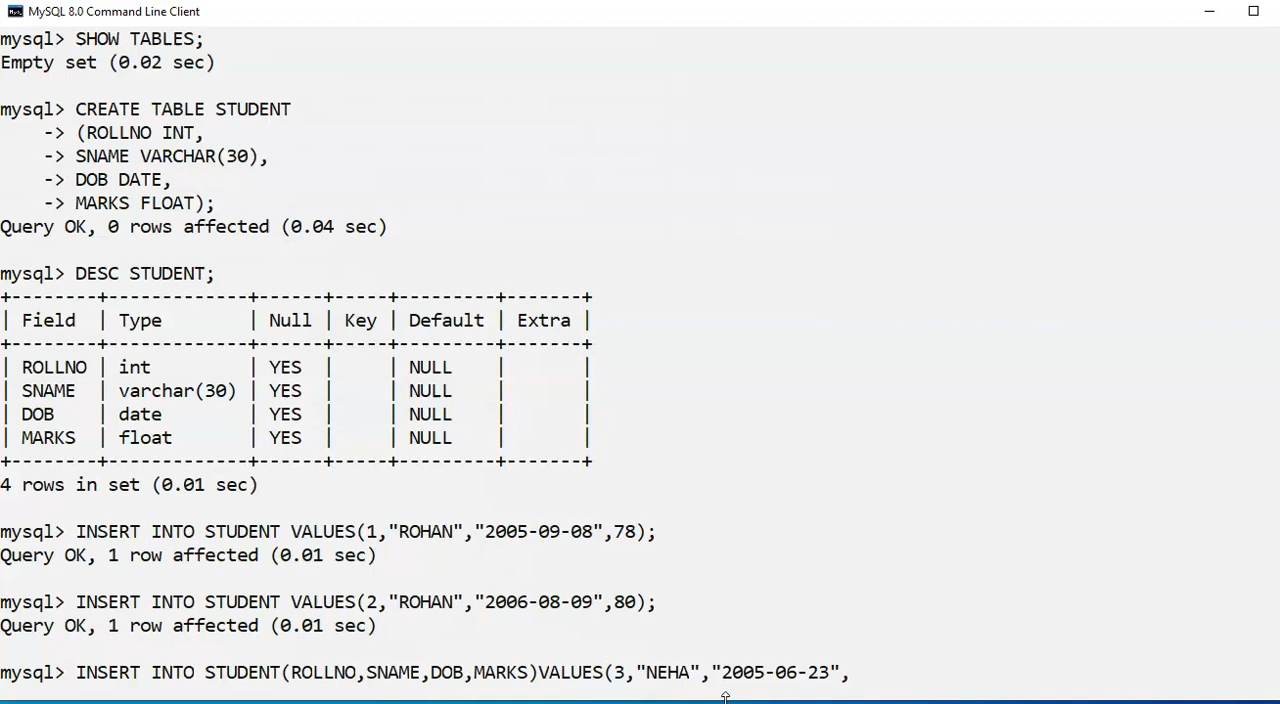 MySQL 8.0 Command Line Client
mysql> SHOW TABLES;
Empty set (0.02 sec)
mysql> CREATE TABLE STUDENT
    -> (ROLLNO INT,
    -> SNAME VARCHAR(30),
    -> DOB DATE,
    -> MARKS FLOAT);
Query OK, 0 rows affected (0.04 sec)
mysql> DESC STUDENT;
+--------+-------------+------+-----+---------+-------+
| Field  | Type        | Null | Key | Default | Extra |
+--------+-------------+------+-----+---------+-------+
| ROLLNO | int         | YES  |     | NULL    |       |
| SNAME  | varchar(30) | YES  |     | NULL    |       |
| DOB    | date        | YES  |     | NULL    |       |
| MARKS  | float       | YES  |     | NULL    |       |
+--------+-------------+------+-----+---------+-------+
4 rows in set (0.01 sec)
mysql> INSERT INTO STUDENT VALUES(1,"ROHAN","2005-09-08",78);
Query OK, 1 row affected (0.01 sec)
mysql> INSERT INTO STUDENT VALUES(2,"ROHAN","2006-08-09",80);
Query OK, 1 row affected (0.01 sec)
mysql> INSERT INTO STUDENT(ROLLNO,SNAME,DOB,MARKS)VALUES(3,"NEHA","2005-06-23",